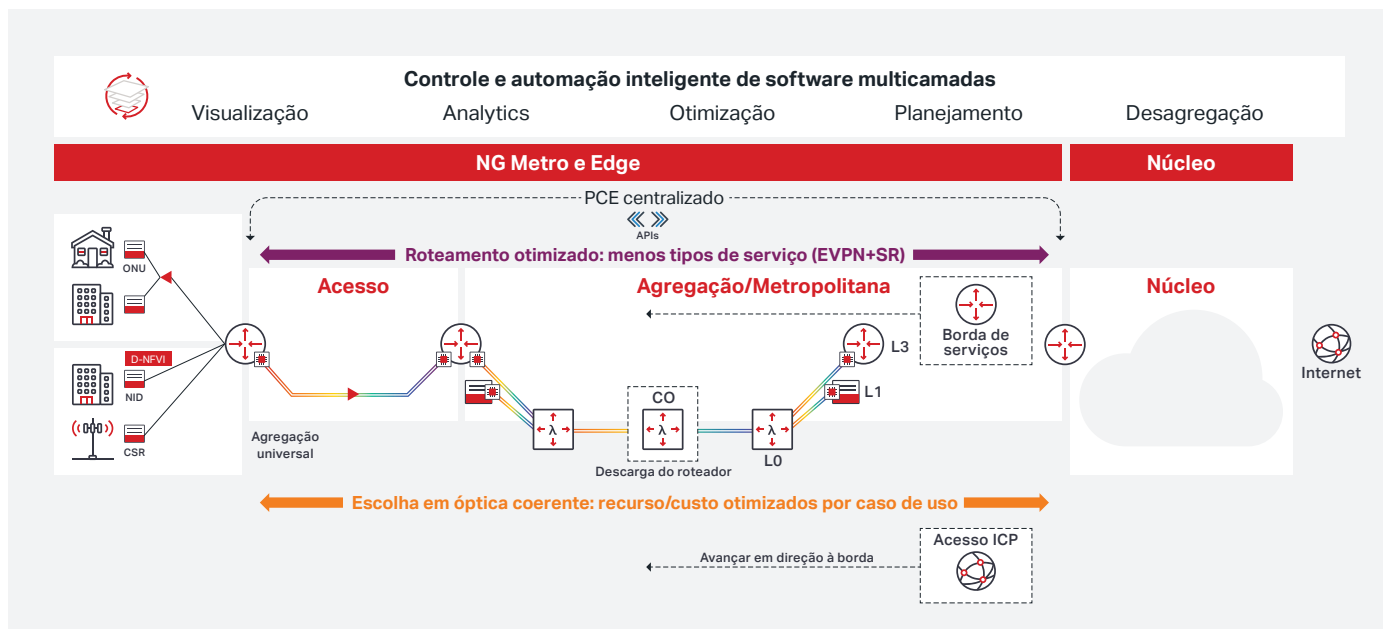 Controle e automação inteligente de software multicamadas
Visualização
Analytics
Otimização
Planejamento
Desagregação
NG Metro e Edge
Núcleo
PCE centralizado
APIs
Roteamento otimizado: menos tipos de serviço (EVPN+SR)
ONU
Acesso
Agregação/Metropolitana
Núcleo
Borda de
serviços
L3
D-NFVI
NID
Internet
L1
CO
λ
λ
λ
CSR
Agregação
universal
L0
Descarga do roteador
Escolha em óptica coerente: recurso/custo otimizados por caso de uso
Acesso ICP
Avançar em direção à borda